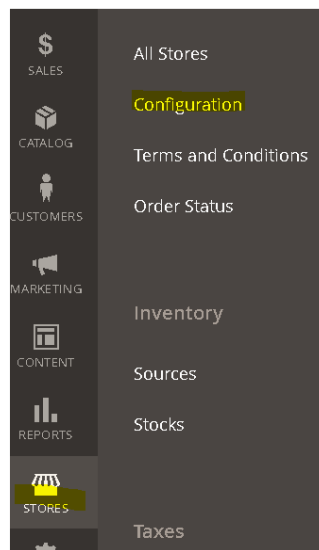 SALES
CATALOG
CUSTOMERS
MARKETING
CONTENT
REPORTS
STORES
All Stores
Configuration
Terms and Conditions
Order Status
Inventory
Sources
Stocks
Taxes